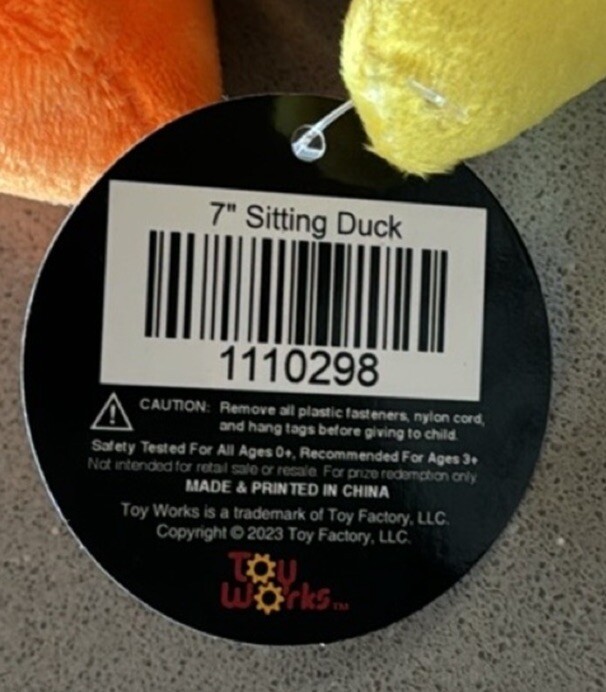 7" Sitting Duck
1110298
CAUTION: Remove all plastic fasteners, nylon cord,
and hang tags before giving to child.
Safety Tested For All Ages 0+, Recommended For Ages 3+
Not intended for retail sale or resale. For prize redemption only.
MADE & PRINTED IN CHINA
Toy Works is a trademark of Toy Factory, LLC.
Copyright © 2023 Toy Factory, LLC.
Toy
Works™